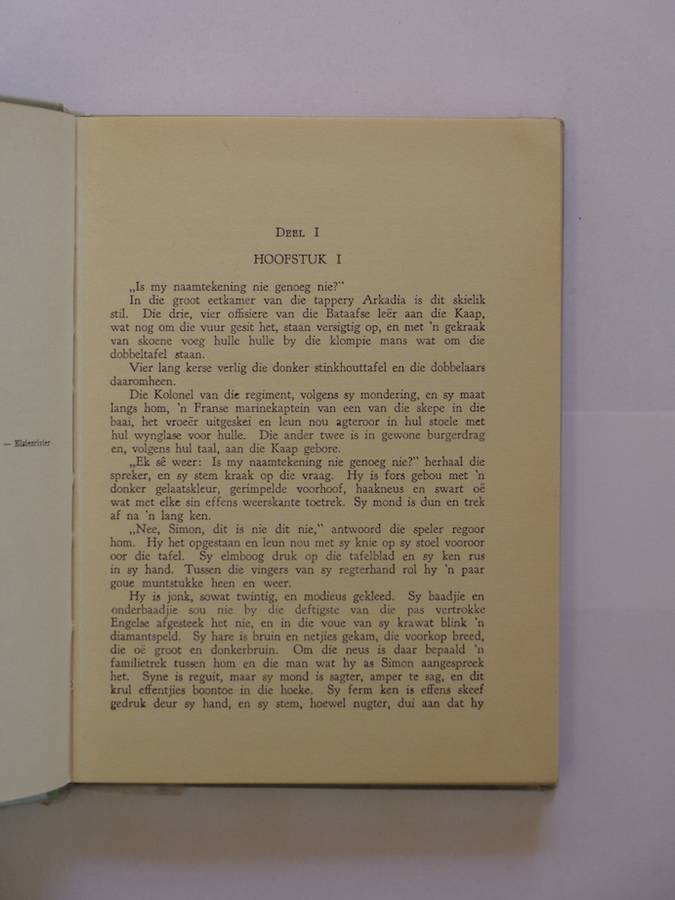 — Elsiesrivier
DEEL I
HOOFSTUK I
„Is my naamtekening nie genoeg nie?”
In die groot eetkamer van die tappery Arkadia is dit skielik
stil. Die drie, vier offisiere van die Bataafse leër aan die Kaap,
wat nog om die vuur gesit het, staan versigtig op, en met 'n gekraak
van skoene voeg hulle hulle by die klompie mans wat om die
dobbeltafel staan.
Vier lang kerse verlig die donker stinkhouttafel en die dobbelaars
daaromheen.
Die Kolonel van die regiment, volgens sy mondering, en sy maat
langs hom, 'n Franse marinekaptein van een van die skepe in die
baai, het vroeër uitgeskei en leun nou agteroor in hul stoele met
hul wynglase voor hulle. Die ander twee is in gewone burgerdrag
en, volgens hul taal, aan die Kaap gebore.
„Ek sê weer: Is my naamtekening nie genoeg nie?” herhaal die
spreker, en sy stem kraak op die vraag. Hy is fors gebou met 'n
donker gelaatskleur, gerimpelde voorhoof, haakneus en swart oë
wat met elke sin effens weerskante toetrek. Sy mond is dun en trek
af na 'n lang ken.
„Nee, Simon, dit is nie dit nie,” antwoord die speler regoor
hom. Hy het opgestaan en leun nou met sy knie op sy stoel vooroor
oor die tafel. Sy elmboog druk op die tafelblad en sy ken rus
in sy hand. Tussen die vingers van sy regterhand rol hy 'n paar
goue muntstukke heen en weer.
Hy is jonk, sowat twintig, en modieus gekleed. Sy baadjie en
onderbaadjie sou nie by die deftigste van die pas vertrokke
Engelse afgesteek het nie, en in die voue van sy krawat blink 'n
diamantspeld. Sy hare is bruin en netjies gekam, die voorkop breed,
die oë groot en donkerbruin. Om die neus is daar bepaald 'n
familietrek tussen hom en die man wat hy as Simon aangespreek
het. Syne is reguit, maar sy mond is sagter, amper te sag, en dit
krul effentjies boontoe in die hoeke. Sy ferm ken is effens skeef
gedruk deur sy hand, en sy stem, hoewel nugter, dui aan dat hy